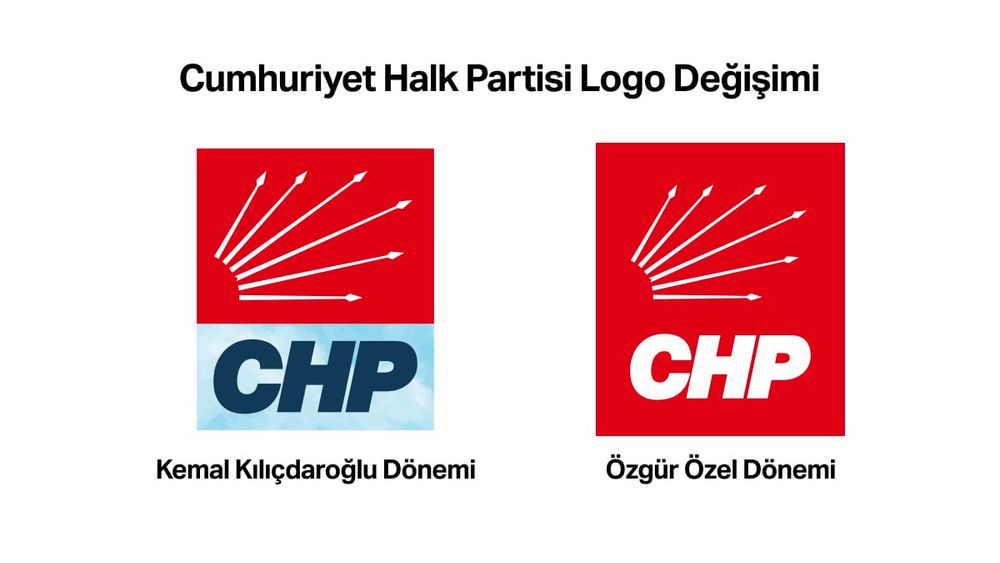 Cumhuriyet Halk Partisi Logo Değişimi
CHP
CHP
Kemal Kılıçdaroğlu Dönemi
Özgür Özel Dönemi